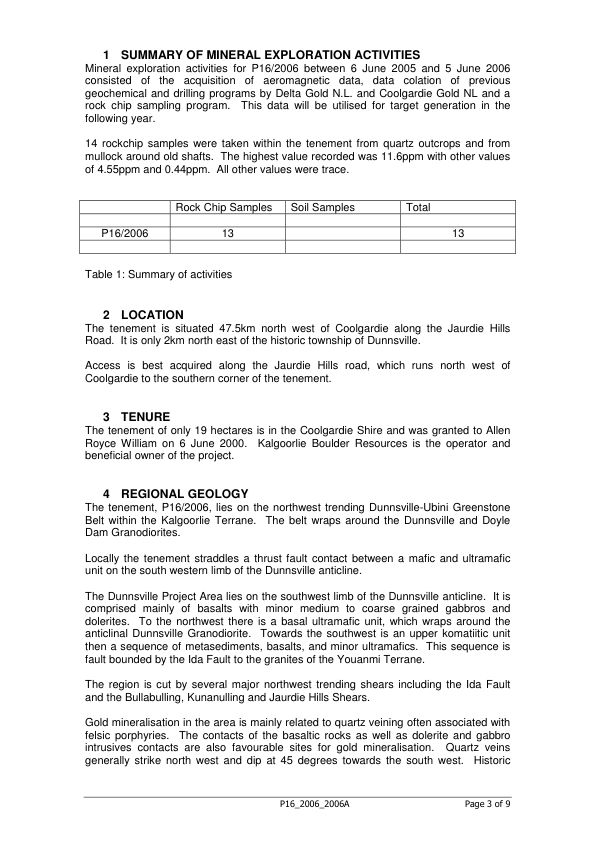 1 SUMMARY OF MINERAL EXPLORATION ACTIVITIES
Mineral exploration activities for P16/2006 between 6 June 2005 and 5 June 2006
consisted of the acquisition of aeromagnetic data, data colation of previous
geochemical and drilling programs by Delta Gold N.L. and Coolgardie Gold NL and a
rock chip sampling program. This data will be utilised for target generation in the
following year.
14 rockchip samples were taken within the tenement from quartz outcrops and from
mullock around old shafts. The highest value recorded was 11.6ppm with other values
of 4.55ppm and 0.44ppm. All other values were trace.
Rock Chip Samples Soil Samples Total
P16/2006 13 13
Table 1: Summary of activities
2 LOCATION
The tenement is situated 47.5km north west of Coolgardie along the Jaurdie Hills
Road. It is only 2km north east of the historic township of Dunnsville.
Access is best acquired along the Jaurdie Hills road, which runs north west of
Coolgardie to the southern corner of the tenement.
3 TENURE
The tenement of only 19 hectares is in the Coolgardie Shire and was granted to Allen
Royce William on 6 June 2000. Kalgoorlie Boulder Resources is the operator and
beneficial owner of the project.
4 REGIONAL GEOLOGY
The tenement, P16/2006, lies on the northwest trending Dunnsville-Ubini Greenstone
Belt within the Kalgoorlie Terrane. The belt wraps around the Dunnsville and Doyle
Dam Granodiorites.
Locally the tenement straddles a thrust fault contact between a mafic and ultramafic
unit on the south western limb of the Dunnsville anticline.
The Dunnsville Project Area lies on the southwest limb of the Dunnsville anticline. It is
comprised mainly of basalts with minor medium to coarse grained gabbros and
dolerites. To the northwest there is a basal ultramafic unit, which wraps around the
anticlinal Dunnsville Granodiorite. Towards the southwest is an upper komatiitic unit
then a sequence of metasediments, basalts, and minor ultramafics. This sequence is
fault bounded by the Ida Fault to the granites of the Youanmi Terrane.
The region is cut by several major northwest trending shears including the Ida Fault
and the Bullabulling, Kunanulling and Jaurdie Hills Shears.
Gold mineralisation in the area is mainly related to quartz veining often associated with
felsic porphyries. The contacts of the basaltic rocks as well as dolerite and gabbro
intrusives contacts are also favourable sites for gold mineralisation. Quartz veins
generally strike north west and dip at 45 degrees towards the south west. Historic
P16_2006_2006A Page 3 of 9